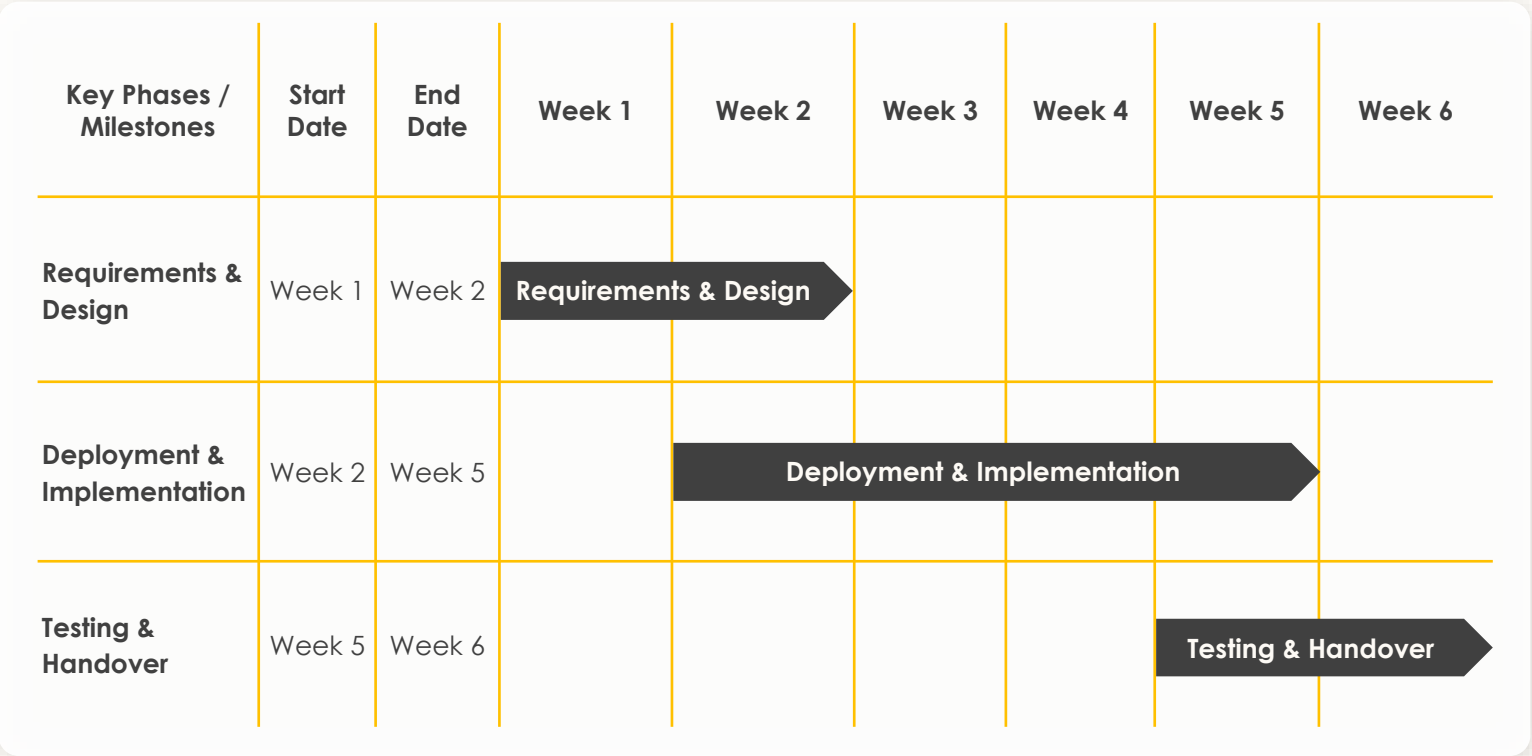 Key Phases /
Milestones
Start
Date
End
Date
Week 1
Week 2
Week 3
Week 4
Week 5
Week 6
Requirements &
Design
Week 1
Week 2
Requirements & Design
Deployment &
Implementation
Week 2
Week 5
Deployment & Implementation
Testing &
Handover
Week 5
Week 6
Testing & Handover